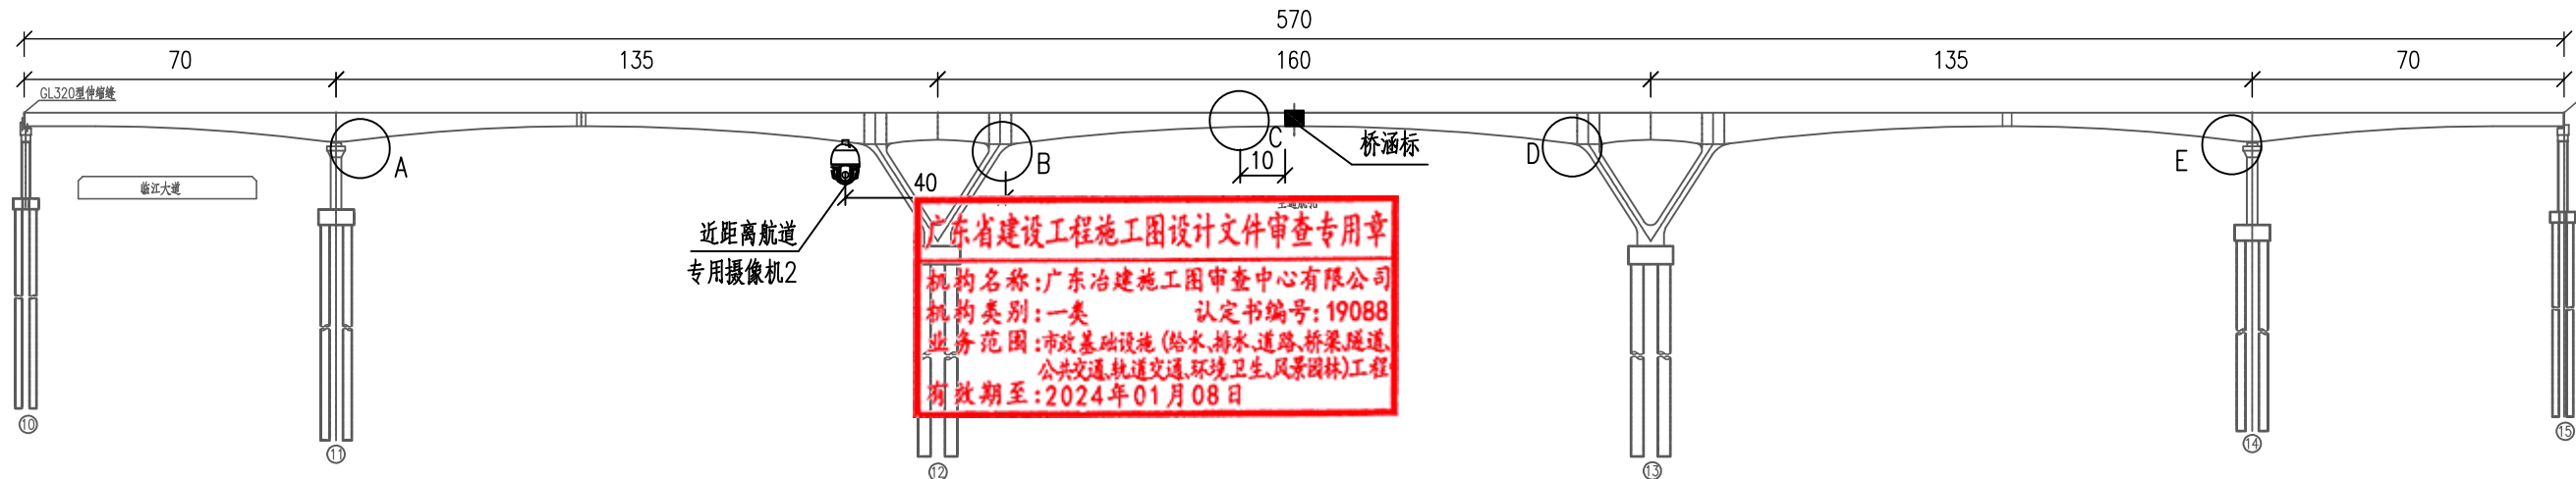 570
70
135
160
135
70
GL320型伸缩缝
A
B
C
D
E
桥涵标
10
临江大道
40
近距离航道
专用摄像机2
广东省建设工程施工图设计文件审查专用章
机构名称:广东冶建施工图审查中心有限公司
机构类别:一类 认定书编号:19088
业务范围:市政基础设施(给水、排水、道路、桥梁、隧道、
公共交通、轨道交通、环境卫生、风景园林)工程
有效期至:2024年01月08日
10
11
12
13
14
15